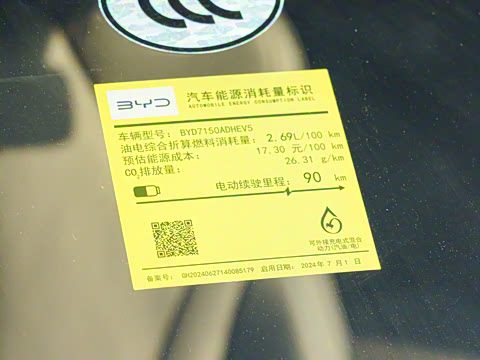 BYD
汽车能源消耗量标识
AUTOMOBILE ENERGY CONSUMPTION LABEL
车辆型号: BYD7150ADHEV5
油电综合折算燃料消耗量: 2.69L/100 km
预估能源成本: 17.30 元/100 km
CO2排放量: 26.31 g/km
电动续驶里程: 90 km
可外接充电式混合
动力(汽油/电)
备案号: QH20240627140085179 启用日期: 2024年 7月 1日